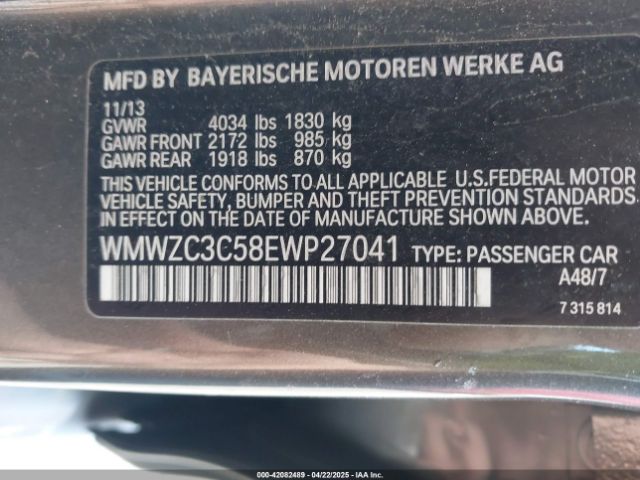 MFD BY BAYERISCHE MOTOREN WERKE AG
11/13
GVWR 4034 lbs 1830 kg
GAWR FRONT 2172 lbs 985 kg
GAWR REAR 1918 lbs 870 kg
THIS VEHICLE CONFORMS TO ALL APPLICABLE U.S.FEDERAL MOTOR
VEHICLE SAFETY, BUMPER AND THEFT PREVENTION STANDARDS
IN EFFECT ON THE DATE OF MANUFACTURE SHOWN ABOVE.
WMWZC3C58EWP27041 TYPE: PASSENGER CAR
A48/7
7 315 814
000-42082489 - 04/22/2025 - IAA Inc.